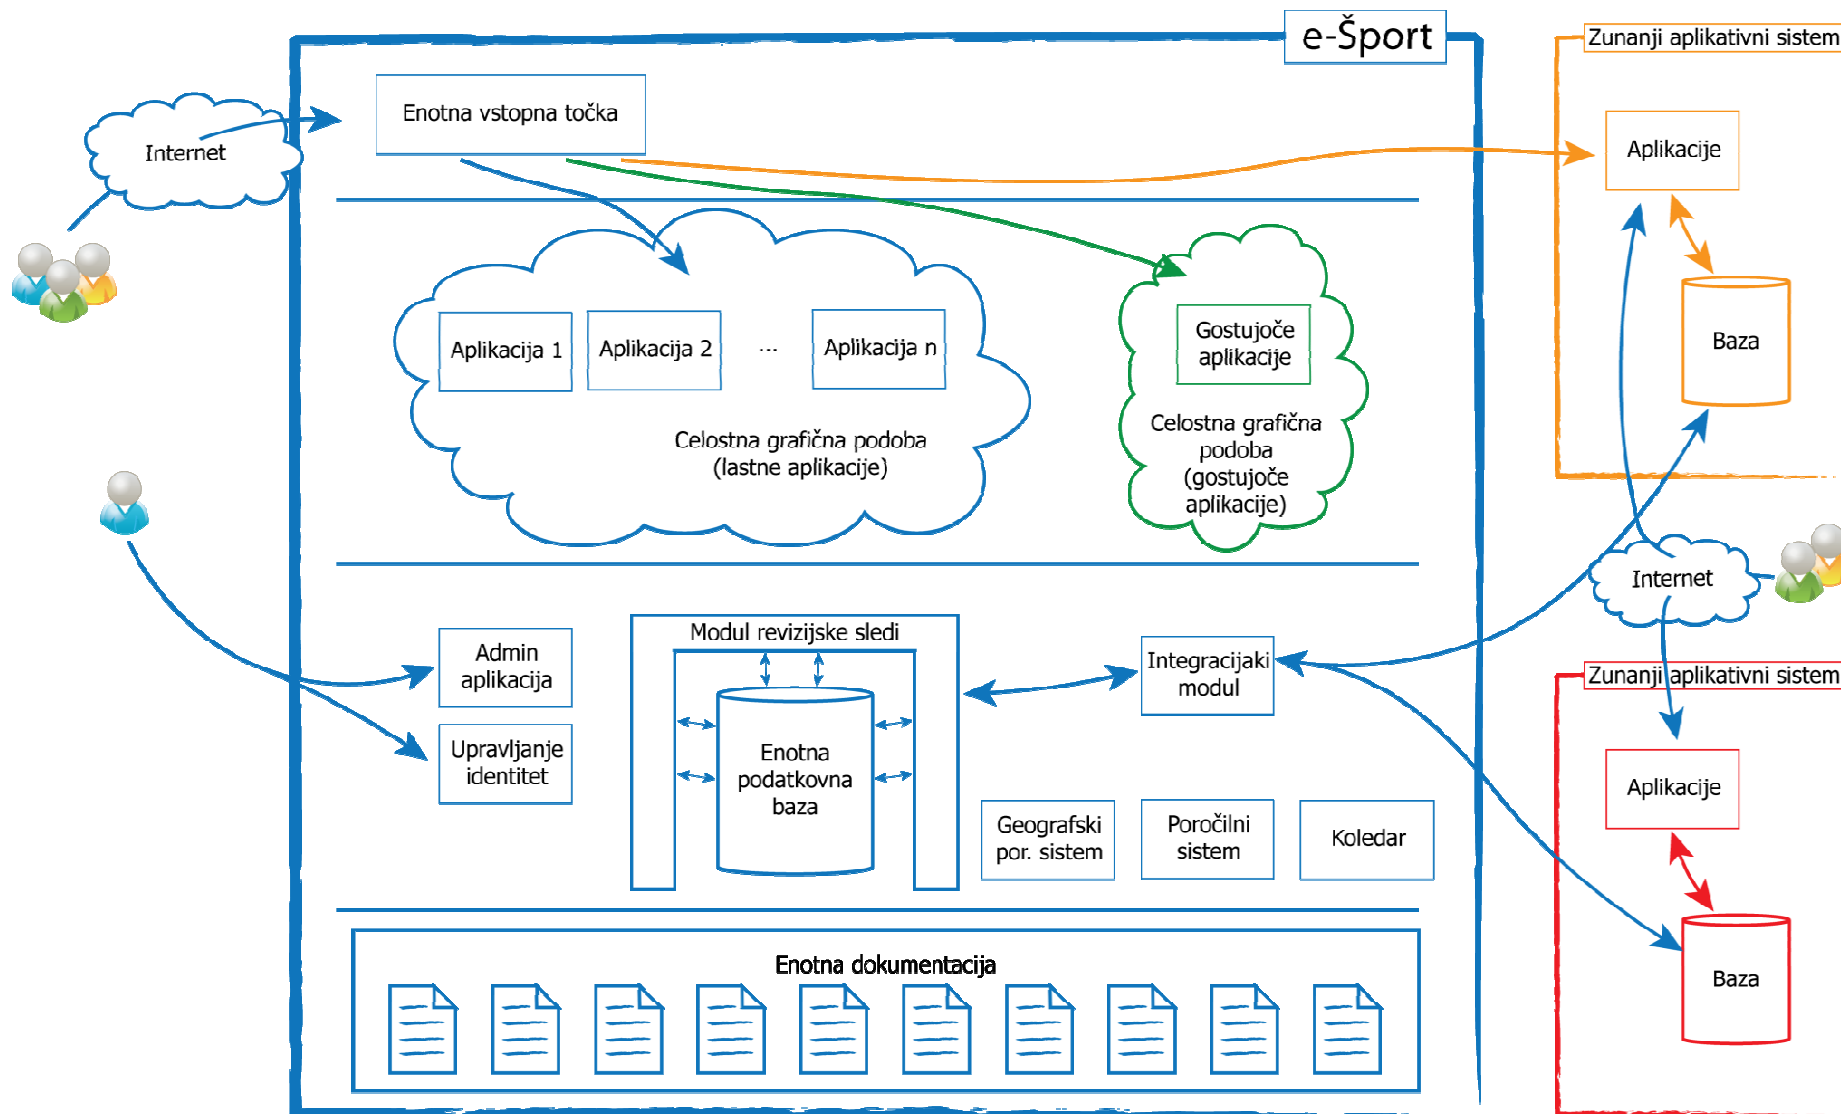 e-Šport
Zunanji aplikativni sistem
Enotna vstopna točka
Internet
Aplikacije
Baza
Aplikacija 1
Aplikacija 2
...
Aplikacija n
Celostna grafična podoba
(lastne aplikacije)
Gostujoče
aplikacije
Celostna grafična
podoba
(gostujoče
aplikacije)
Internet
Admin
aplikacija
Upravljanje
identitet
Modul revizijske sledi
Enotna
podatkovna
baza
Integracijaki
modul
Geografski
por. sistem
Poročilni
sistem
Koledar
Zunanji aplikativni sistem
Aplikacije
Baza
Enotna dokumentacija